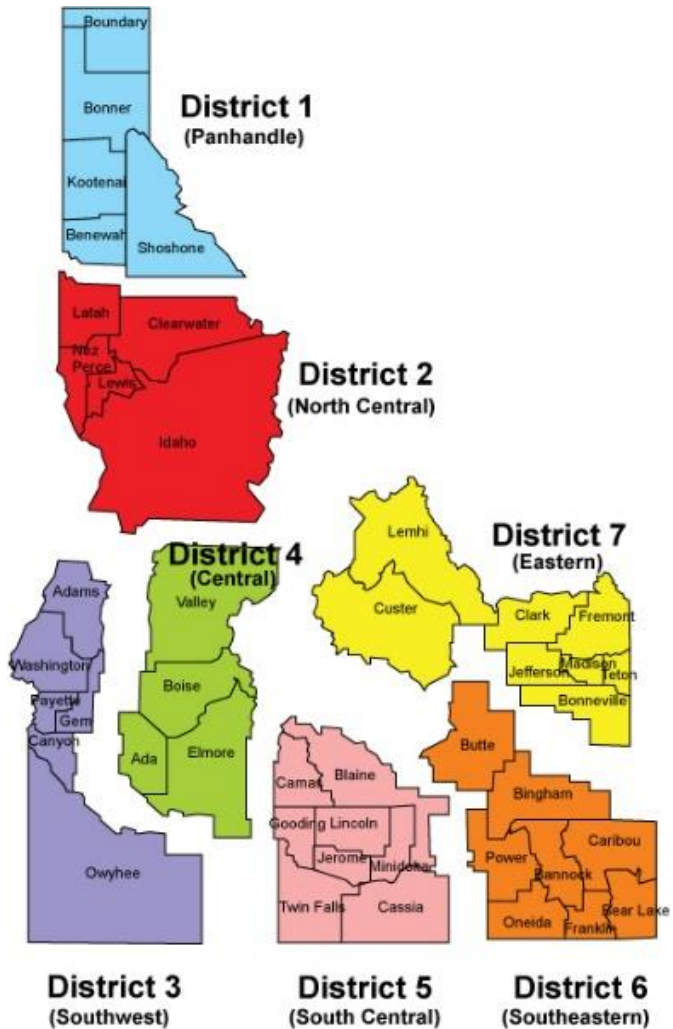 Boundary
Bonner
District 1
(Panhandle)
Kootenai
Benewah
Shoshone
Latah
Clearwater
Nez
Perce
Lewis
District 2
(North Central)
Idaho
Lemhi
District 7
(Eastern)
District 4
(Central)
Adams
Valley
Custer
Clark
Fremont
Washington
Madison
Jefferson
Teton
Boise
Payette
Bonneville
Gem
Canyon
Ada
Elmore
Butte
Blaine
Camas
Bingham
Gooding
Lincoln
Caribou
Jerome
Power
Minidoka
Bannock
Owyhee
Twin Falls
Cassia
Bear Lake
Oneida
Franklin
District 3
(Southwest)
District 5
(South Central)
District 6
(Southeastern)